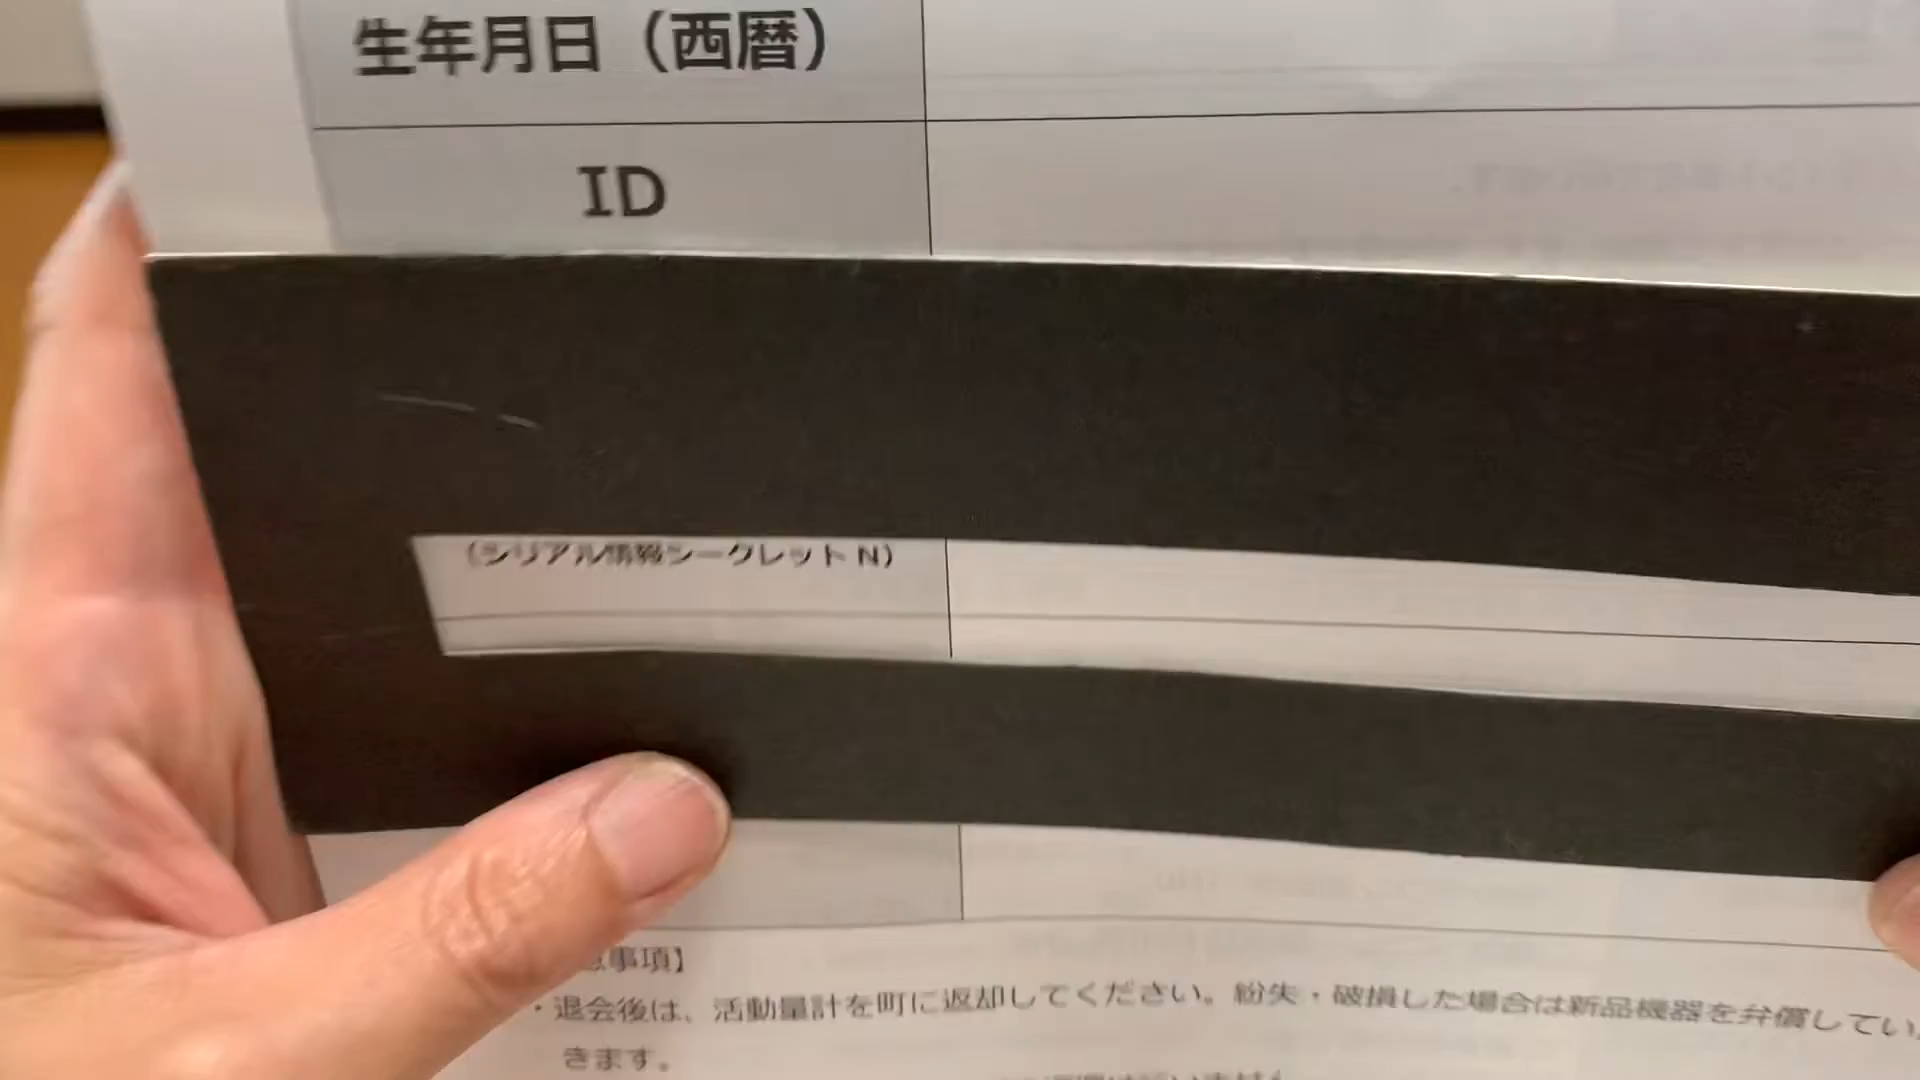 生年月日（西暦）
ID
（シリアル情報シークレット N）
事項】
・退会後は、活動量計を町に返却してください。紛失・破損した場合は新品機器を弁償してい
きます。